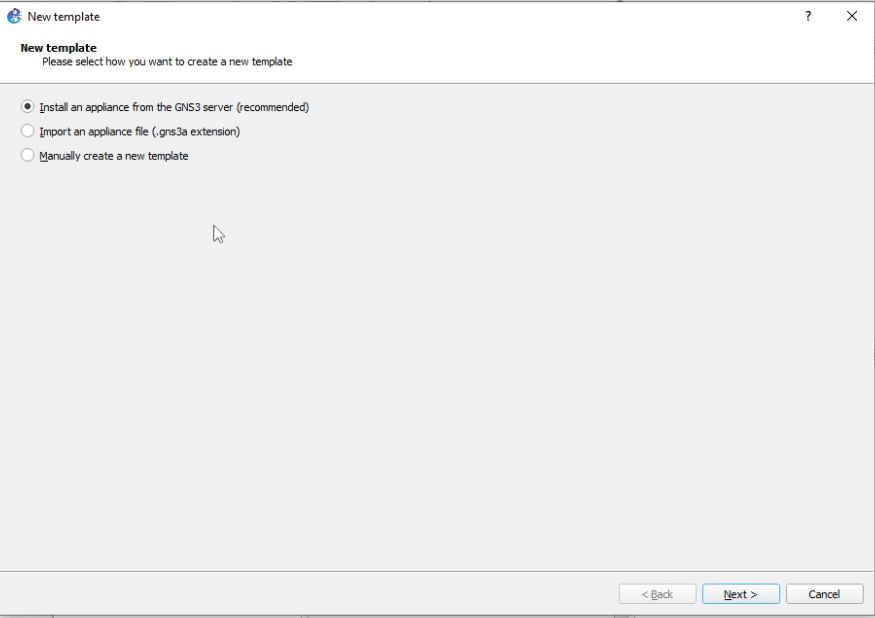 New template
?
New template
Please select how you want to create a new template
Install an appliance from the GNS3 server (recommended)
Import an appliance file (.gns3a extension)
Manually create a new template
< Back
Next >
Cancel